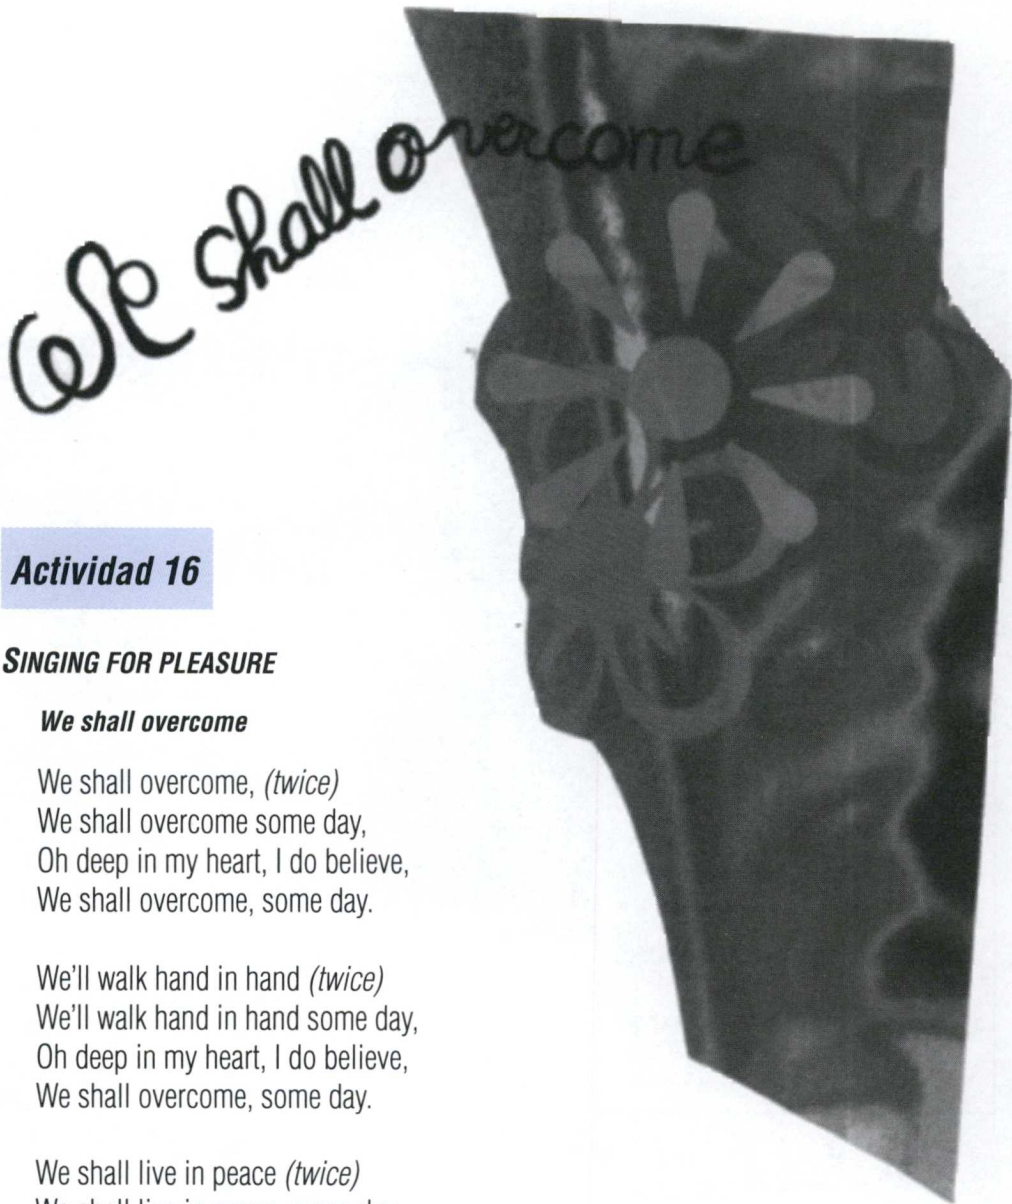 We shall overcome
Actividad 16
SINGING FOR PLEASURE
We shall overcome
We shall overcome, (twice)
We shall overcome some day,
Oh deep in my heart, I do believe,
We shall overcome, some day.
We'll walk hand in hand (twice)
We'll walk hand in hand some day,
Oh deep in my heart, I do believe,
We shall overcome, some day.
We shall live in peace (twice)